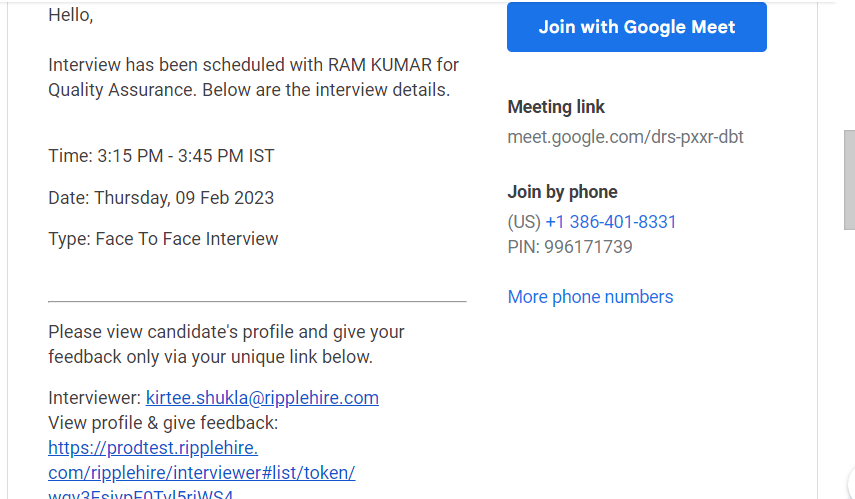 Hello,
Interview has been scheduled with RAM KUMAR for
Quality Assurance. Below are the interview details.
Time: 3:15 PM - 3:45 PM IST
Date: Thursday, 09 Feb 2023
Type: Face To Face Interview
Please view candidate's profile and give your
feedback only via your unique link below.
Interviewer: kirtee.shukla@ripplehire.com
View profile & give feedback:
https://prodtest.ripplehire.
com/ripplehire/interviewer#list/token/
Join with Google Meet
Meeting link
meet.google.com/drs-pxxr-dbt
Join by phone
(US) +1 386-401-8331
PIN: 996171739
More phone numbers